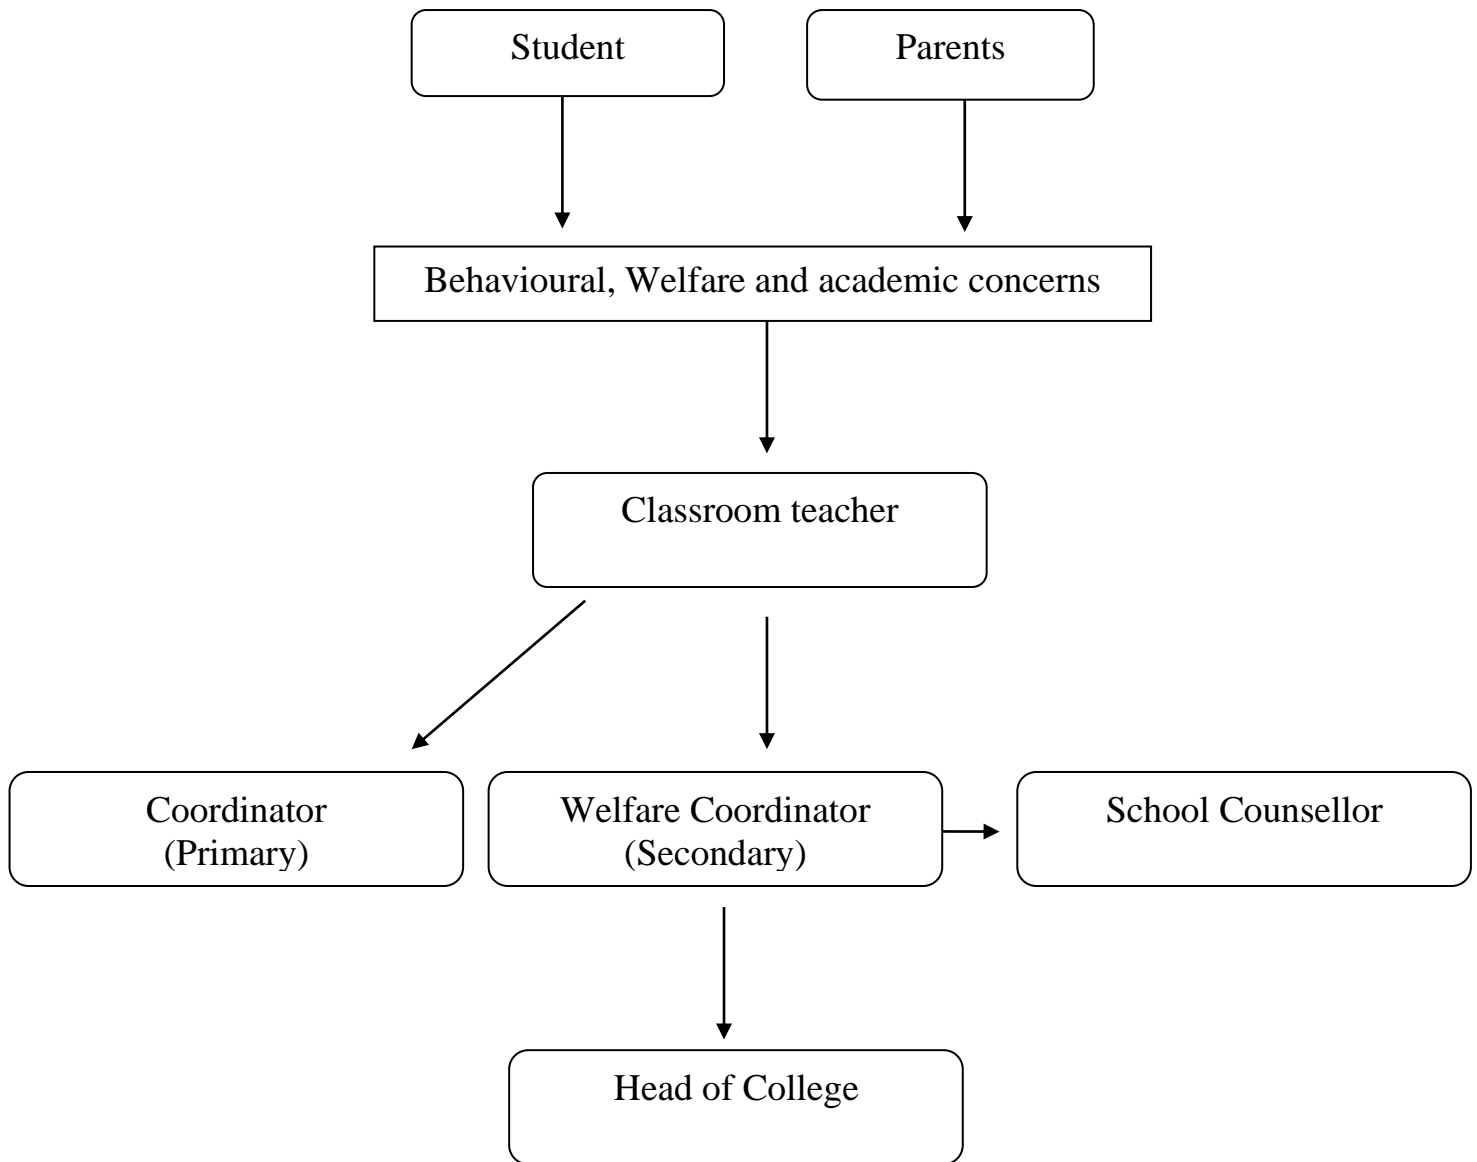 Student
Parents
Behavioural, Welfare and academic concerns
Classroom teacher
Coordinator
(Primary)
Welfare Coordinator
(Secondary)
School Counsellor
Head of College